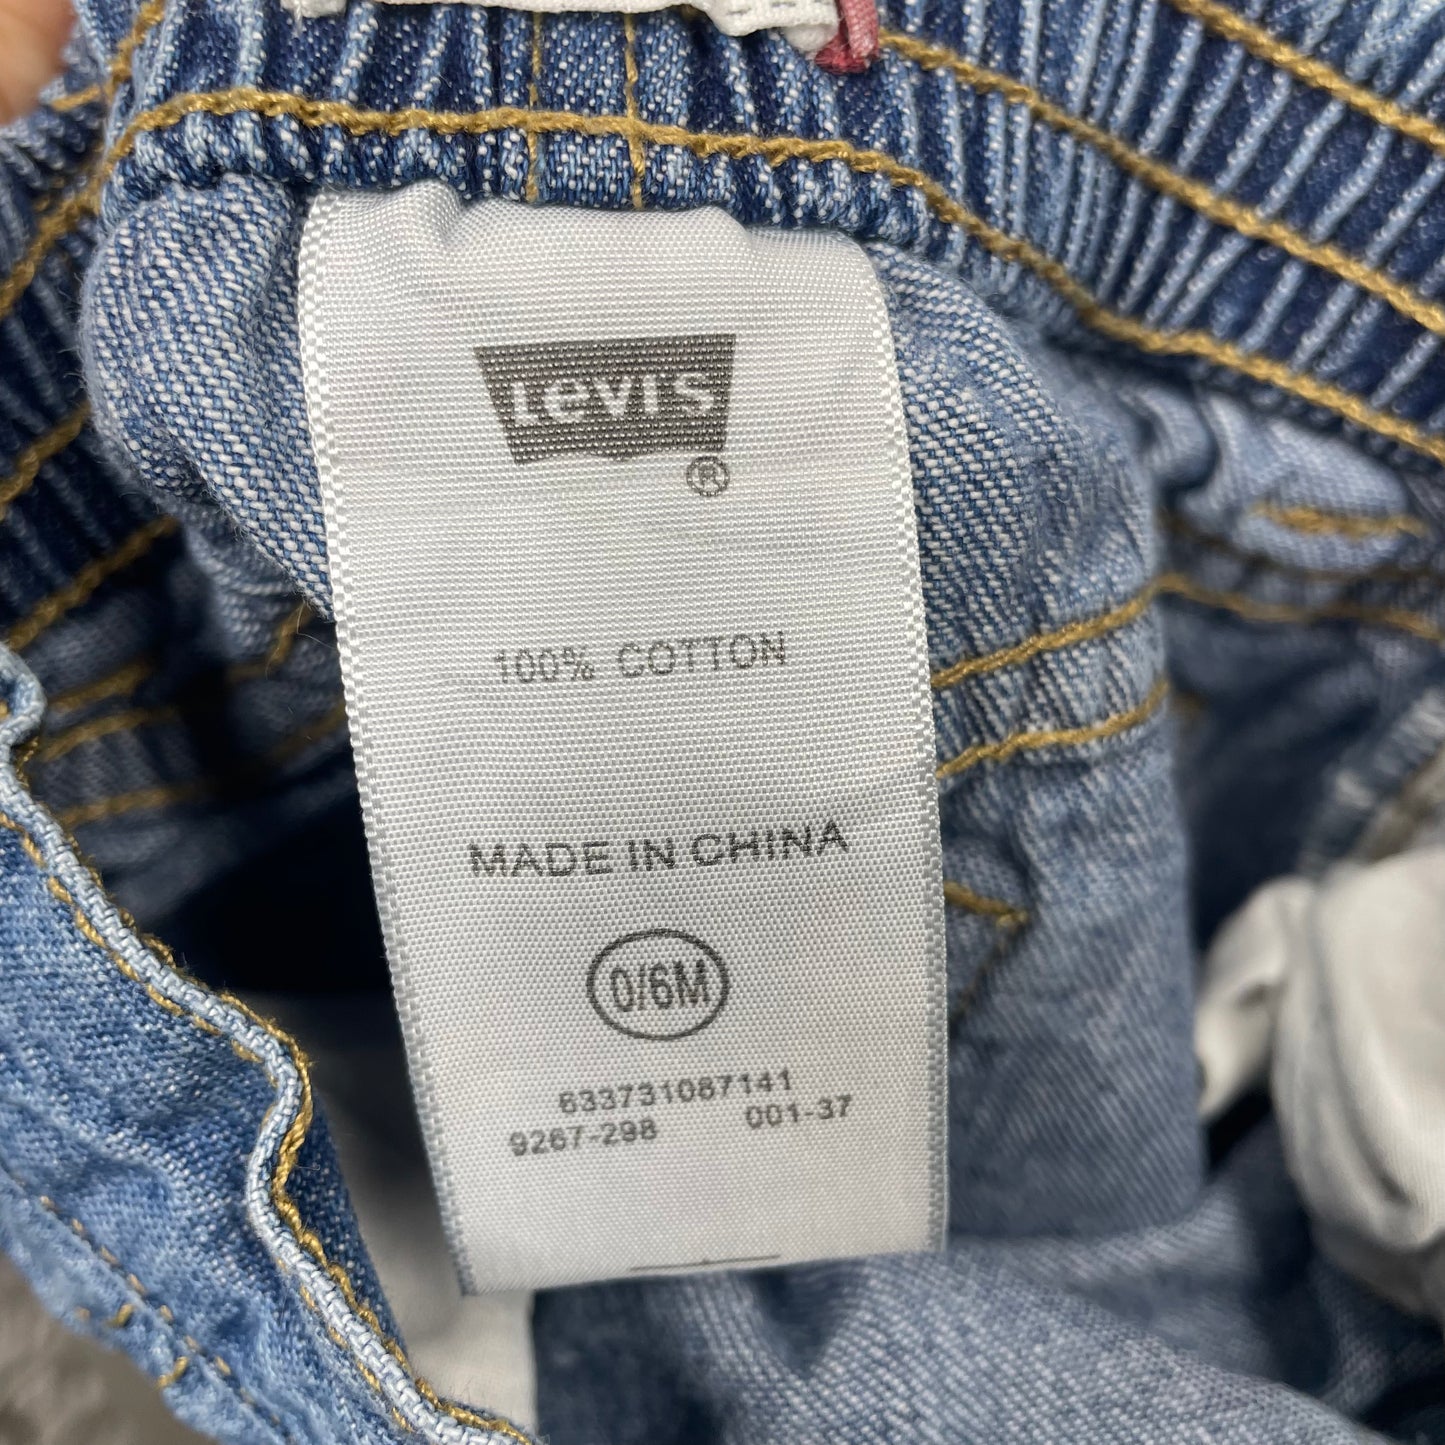 Levi's
®
100% COTTON
MADE IN CHINA
0/6M
633731087141
9267-298 001-37